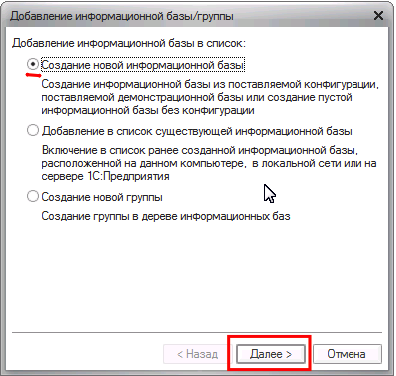 Добавление информационной базы/группы
Добавление информационной базы в список:
Создание новой информационной базы
Создание информационной базы из поставляемой конфигурации,
поставляемой демонстрационной базы или создание пустой
информационной базы без конфигурации
Добавление в список существующей информационной базы
Включение в список ранее созданной информационной базы,
расположенной на данном компьютере, в локальной сети или на
сервере 1С:Предприятия
Создание новой группы
Создание группы в дереве информационных баз
< Назад
Далее >
Отмена